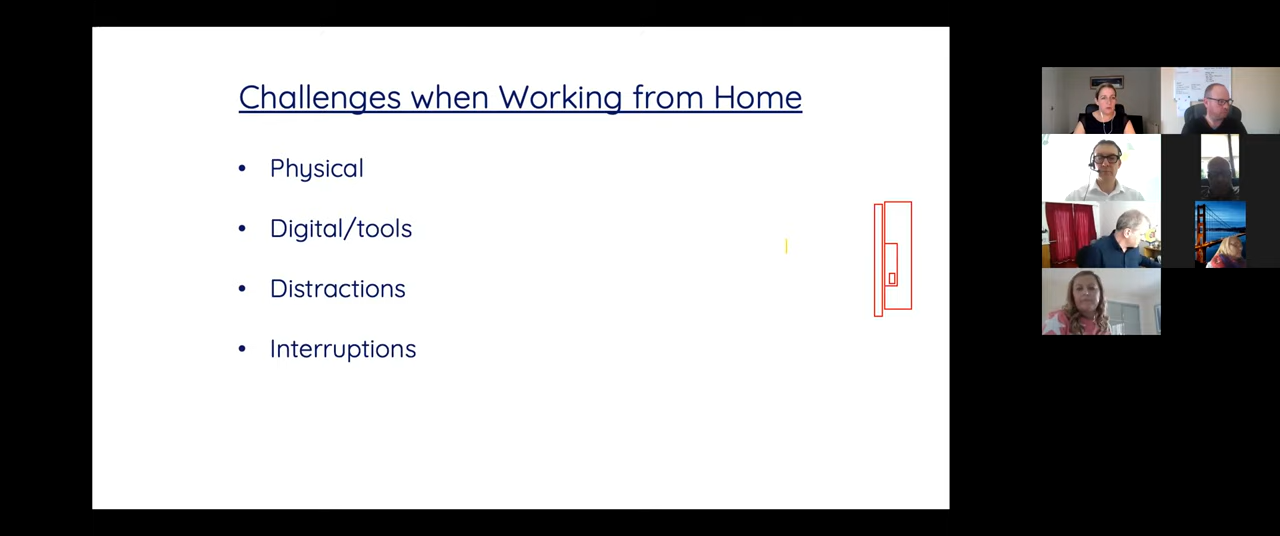 Challenges when Working from Home
• Physical
• Digital/tools
• Distractions
• Interruptions